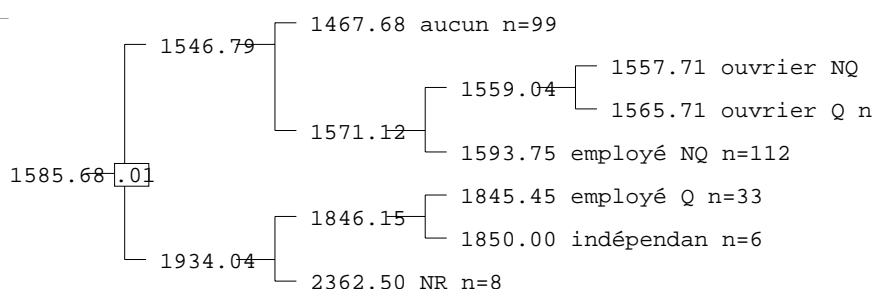 1467.68 aucun n=99
1546.79
1557.71 ouvrier NQ
1559.04
1565.71 ouvrier Q n
1571.12
1593.75 employé NQ n=112
1585.68 .01
1845.45 employé Q n=33
1846.15
1850.00 indépendan n=6
1934.04
2362.50 NR n=8